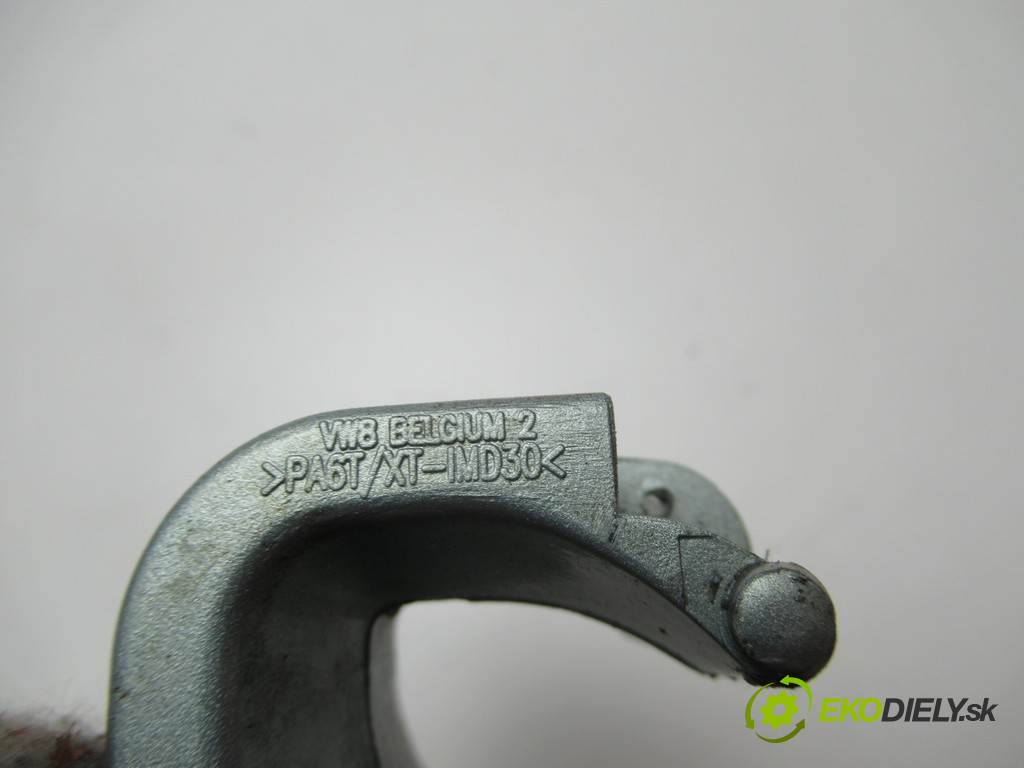 VW8 BELGIUM 2
>PA6T/XT-IMD30<
EKODIELY.sk